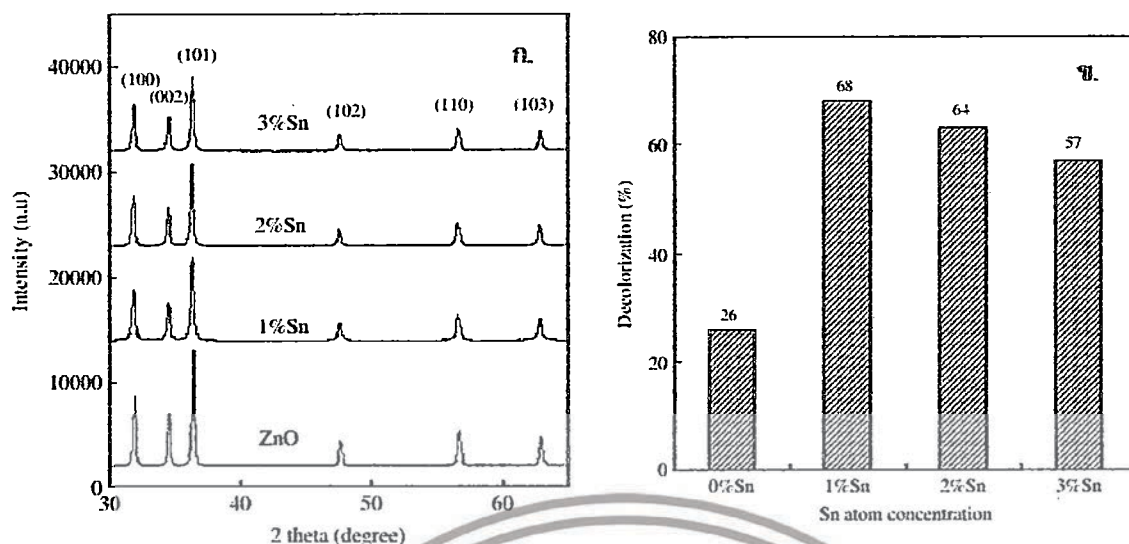 ก.
40000
(100)
(002)
(101)
(102)
(110)
(103)
3%Sn
30000
2%Sn
20000
1%Sn
10000
ZnO
0
30
40
50
60
Intensity (a.u)
2 theta (degree)
ข.
80
60
40
20
0
26
68
64
57
0%Sn
1%Sn
2%Sn
3%Sn
Decolorization (%)
Sn atom concentration